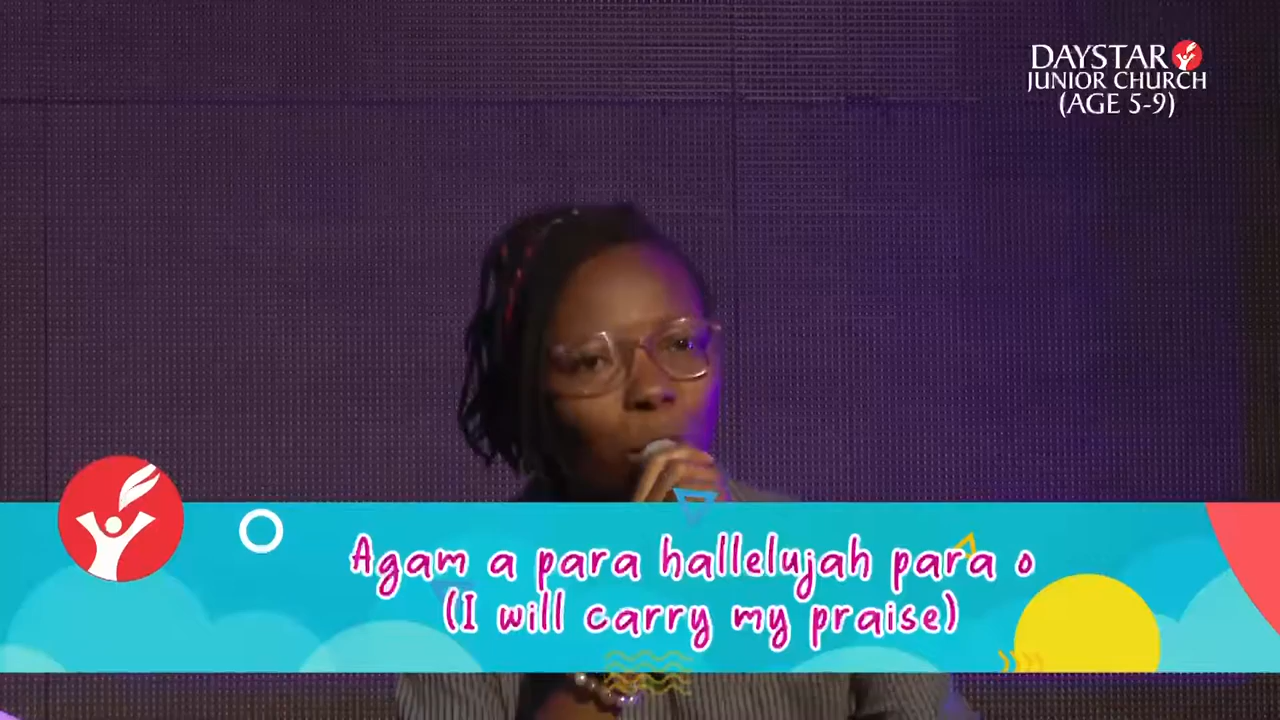 DAYSTAR
JUNIOR CHURCH
(AGE 5-9)
Agam a para hallelujah para o
(I will carry my praise)